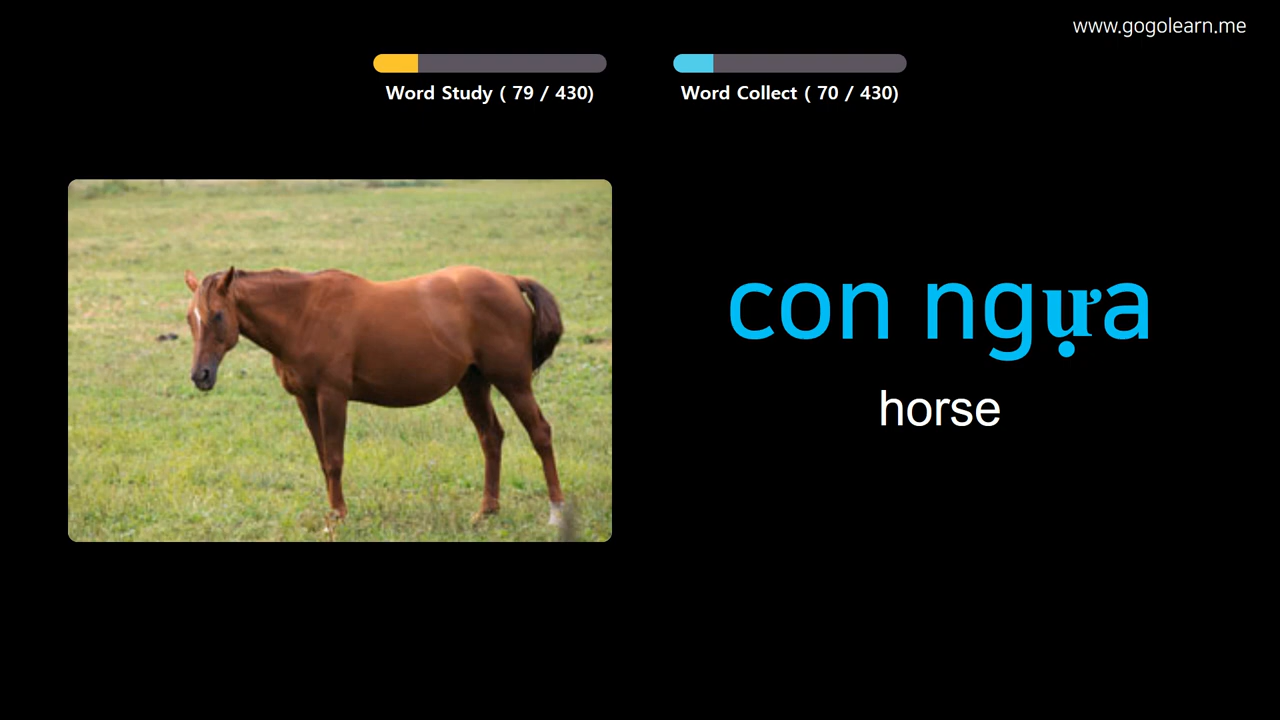 www.gogolearn.me
Word Study ( 79 / 430)
Word Collect ( 70 / 430)
con ngựa
horse